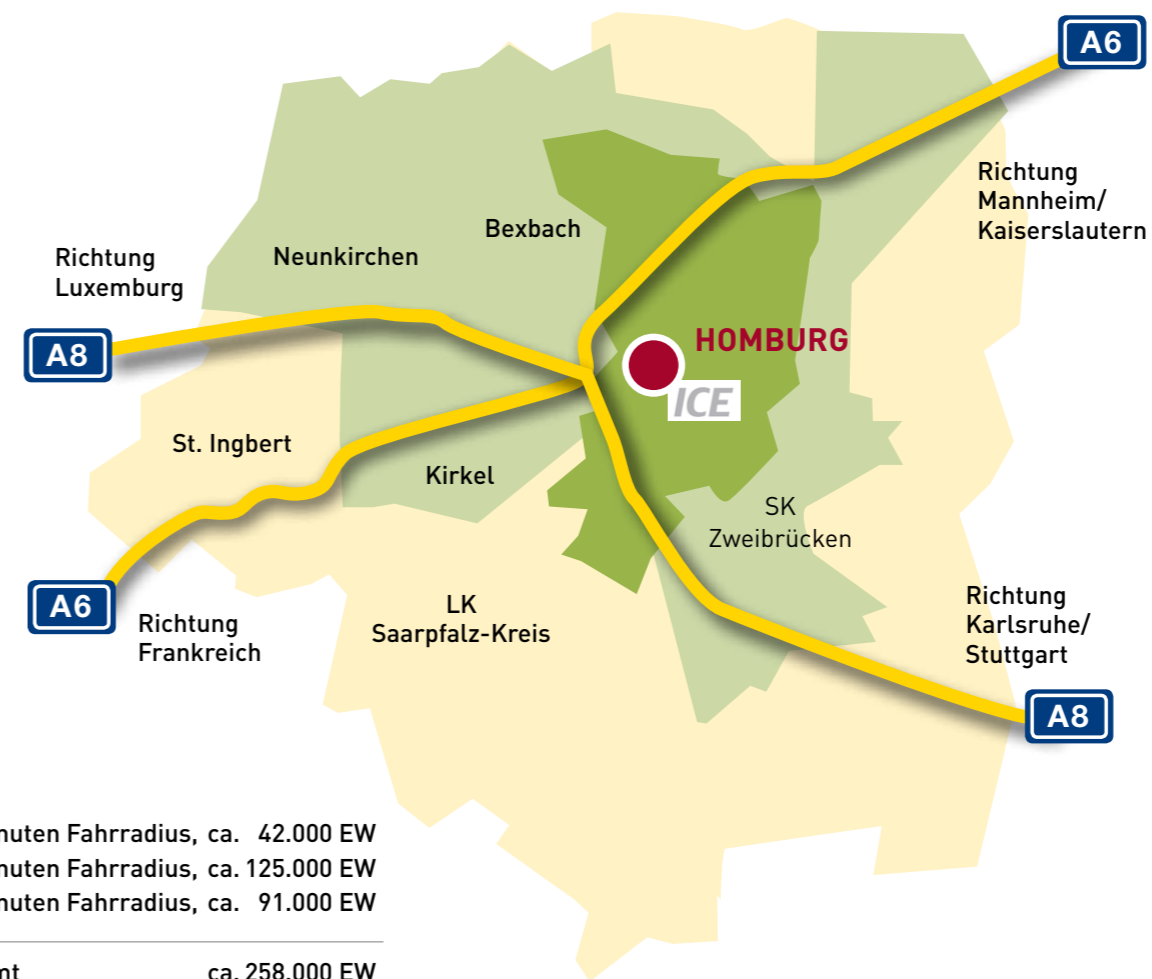 A6
Richtung
Mannheim/
Kaiserslautern
Bexbach
Neunkirchen
Richtung
Luxemburg
A8
HOMBURG
ICE
St. Ingbert
Kirkel
SK
Zweibrücken
A6
Richtung
Frankreich
LK
Saarpfalz-Kreis
Richtung
Karlsruhe/
Stuttgart
A8
nuten Fahrradius, ca. 42.000 EW
nuten Fahrradius, ca. 125.000 EW
nuten Fahrradius, ca. 91.000 EW
mt ca. 258.000 EW